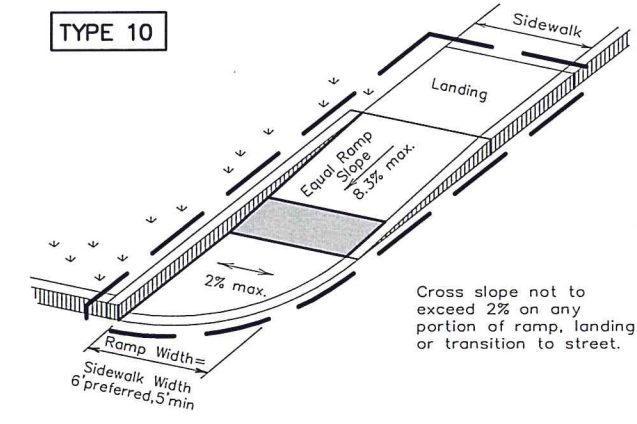 TYPE 10
Sidewalk
Landing
Equal Ramp
Slope
8.3% max.
2% max.
Cross slope not to
exceed 2% on any
portion of ramp, landing
or transition to street.
Ramp Width=
Sidewalk Width
6'preferred,5'min